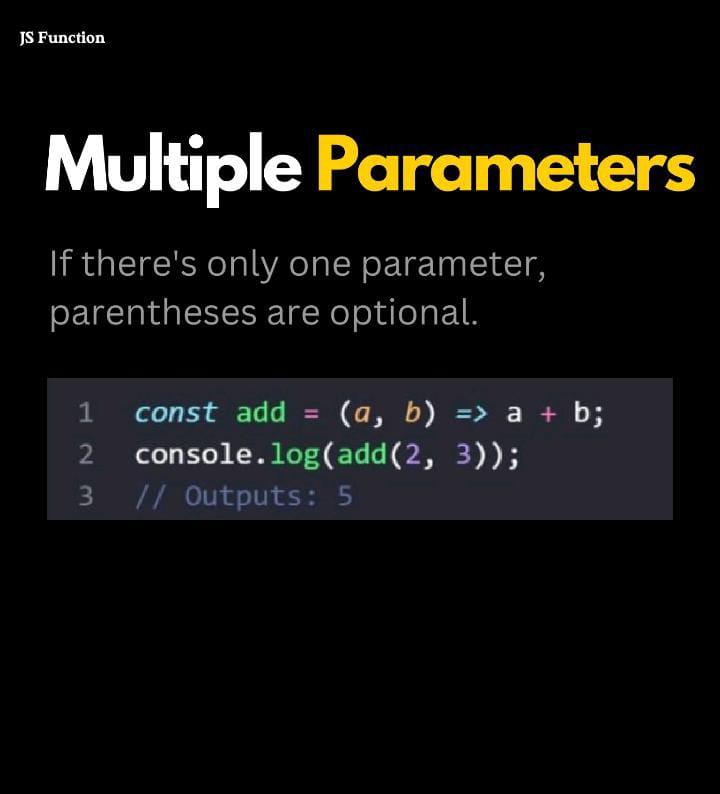 JS Function
Multiple Parameters
If there's only one parameter,
parentheses are optional.
1 const add = (a, b) => a + b;
2 console.log(add(2, 3));
3 // Outputs: 5